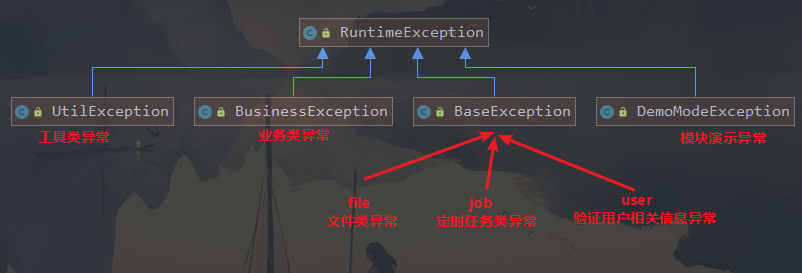 RuntimeException
UtilException
BusinessException
BaseException
DemoModeException
工具类异常
业务类异常
模块演示异常
file
文件类异常
job
定时任务类异常
user
验证用户相关信息异常